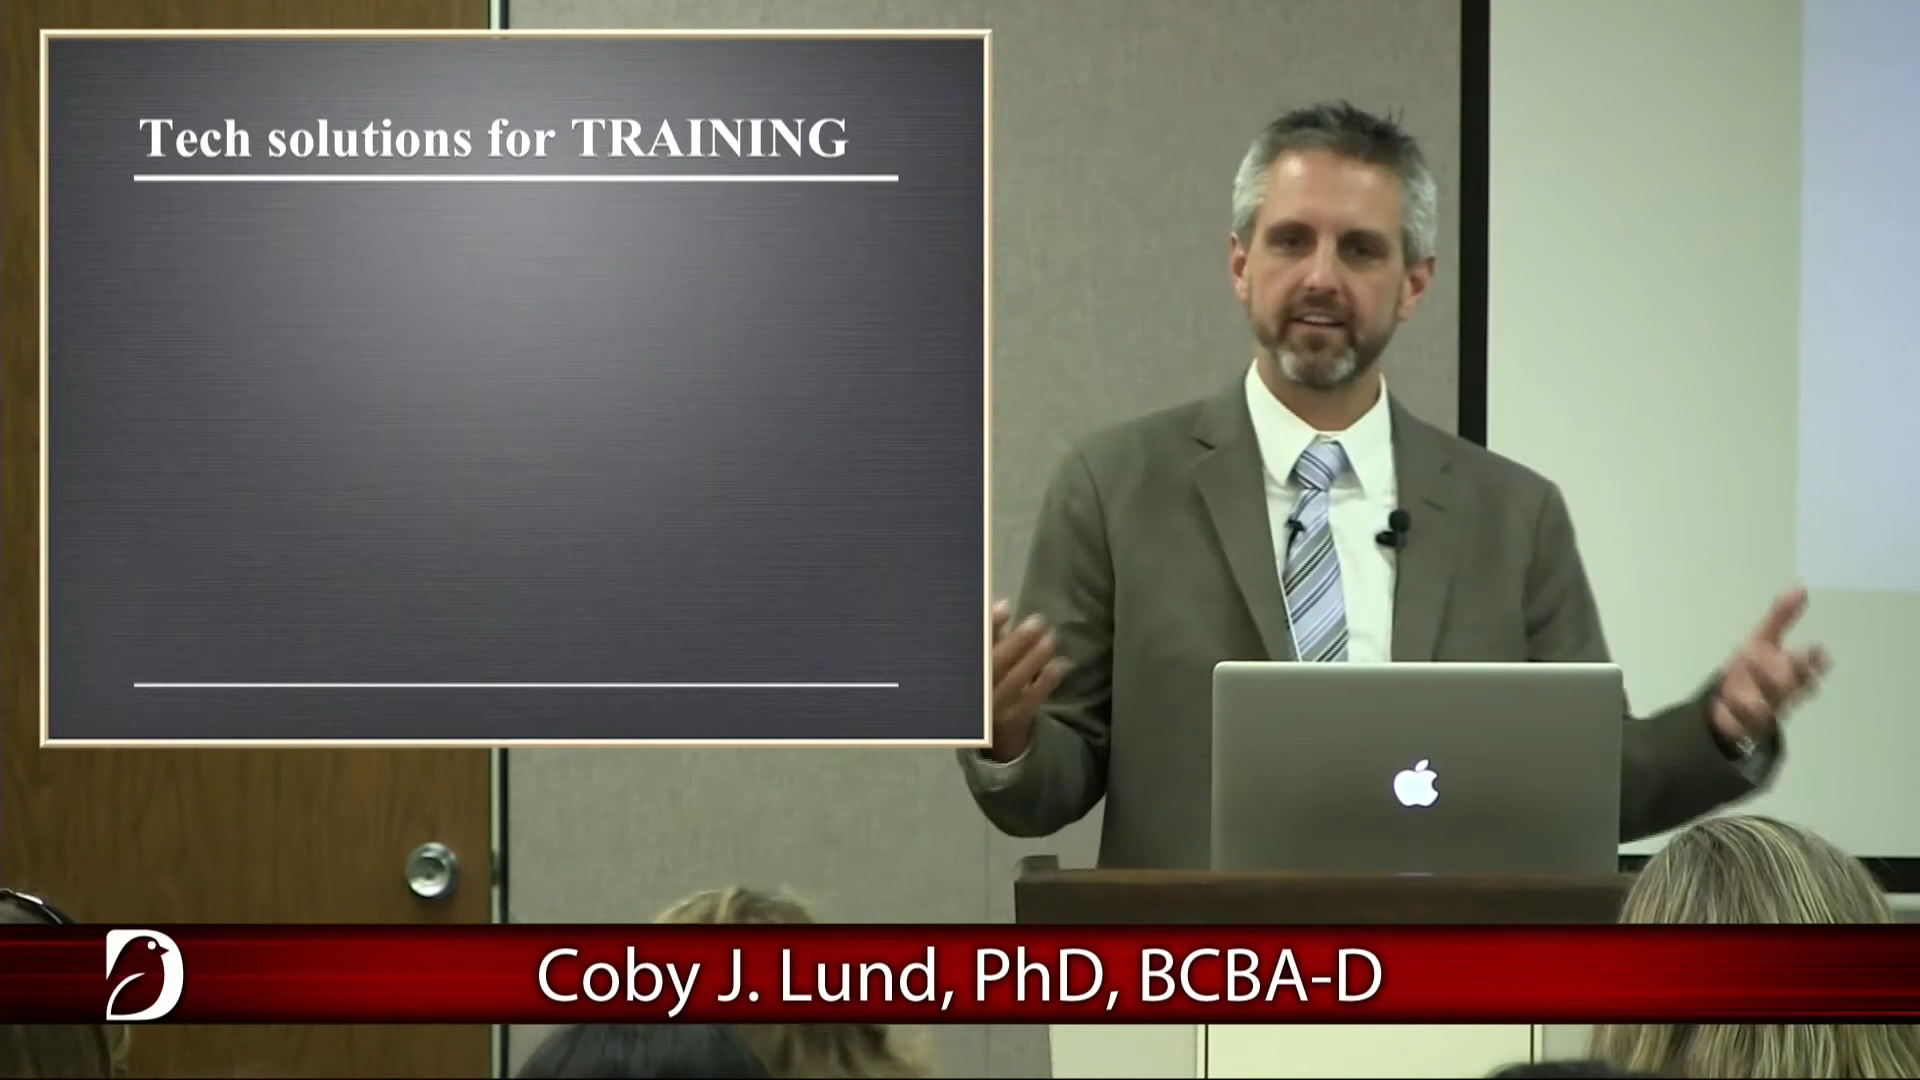 Tech solutions for TRAINING
Coby J. Lund, PhD, BCBA-D